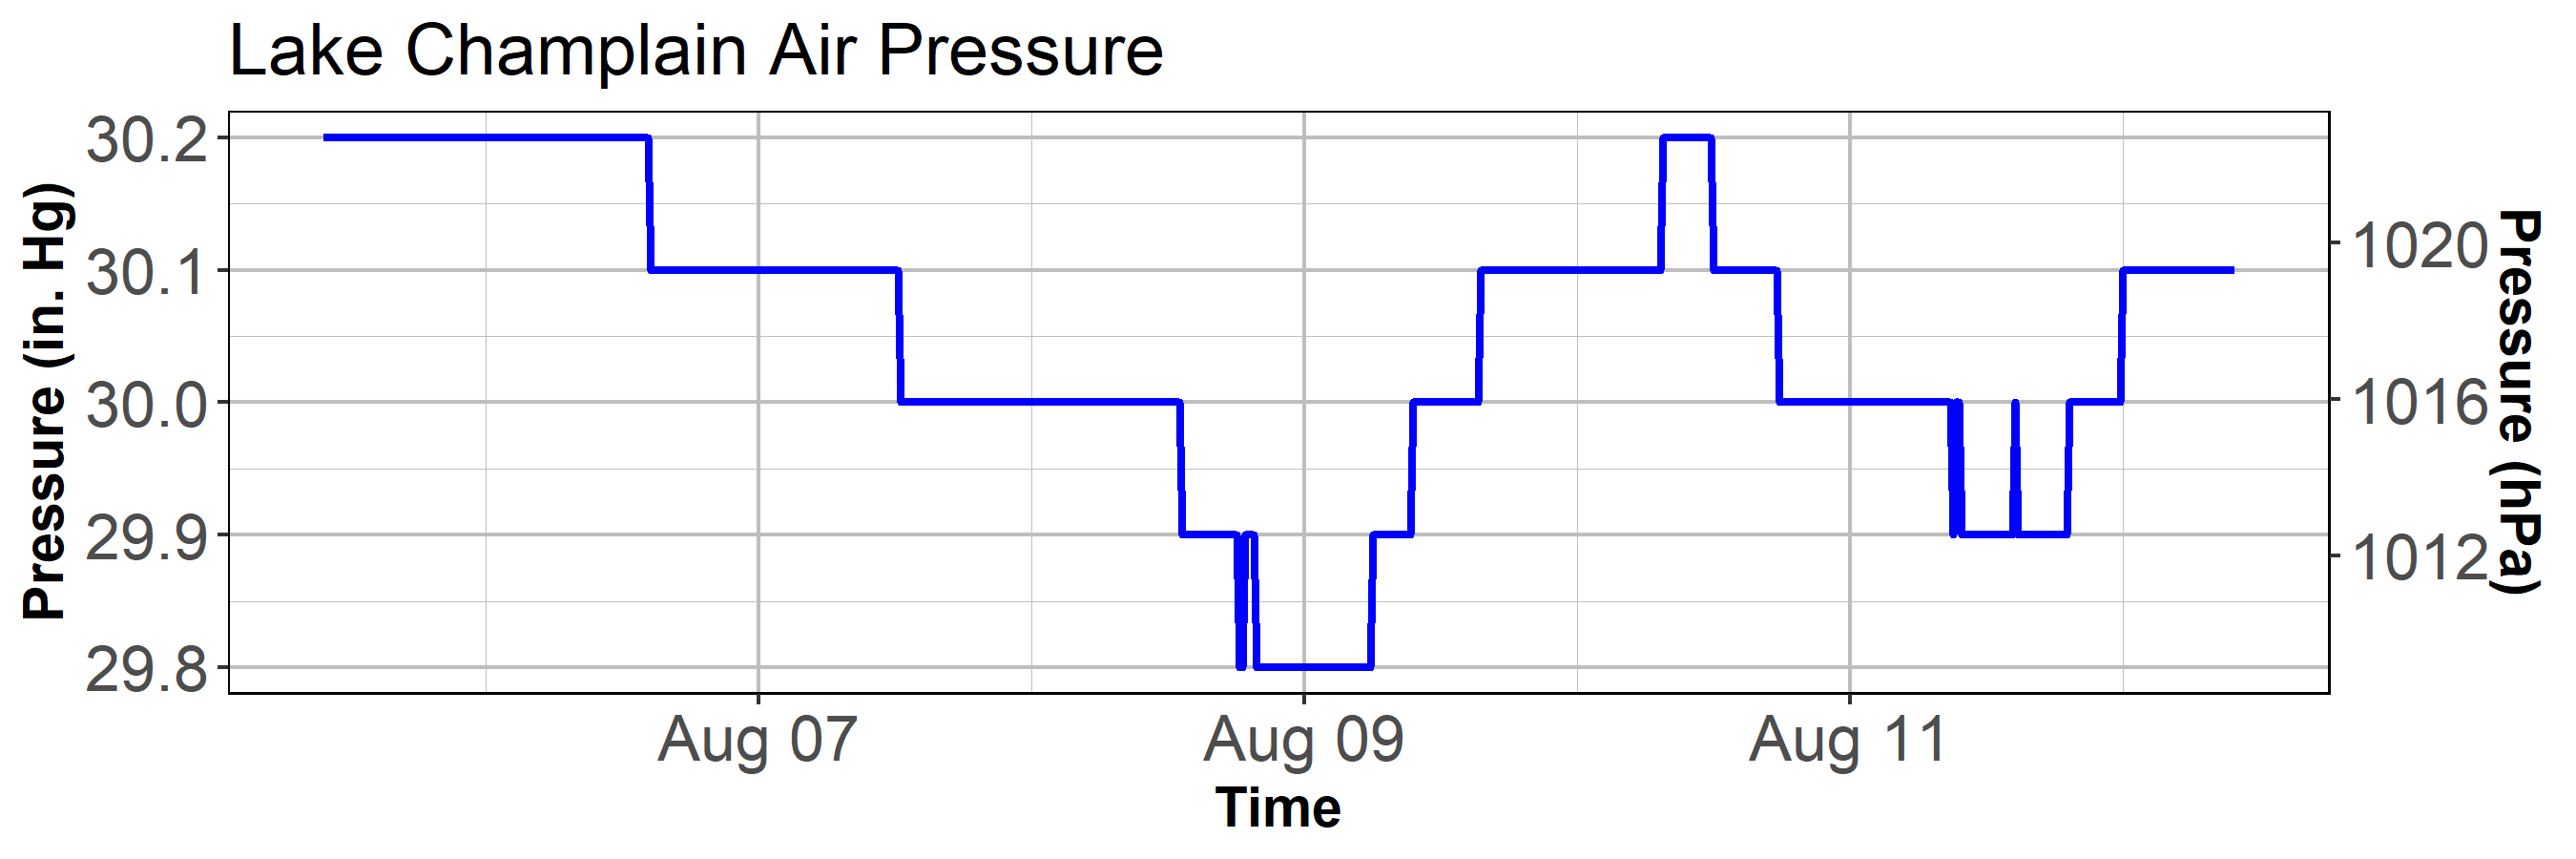 Lake Champlain Air Pressure
Pressure (in. Hg)
30.2
30.1
30.0
29.9
29.8
1020
1016
1012
Pressure (hPa)
Aug 07 Aug 09 Aug 11
Time